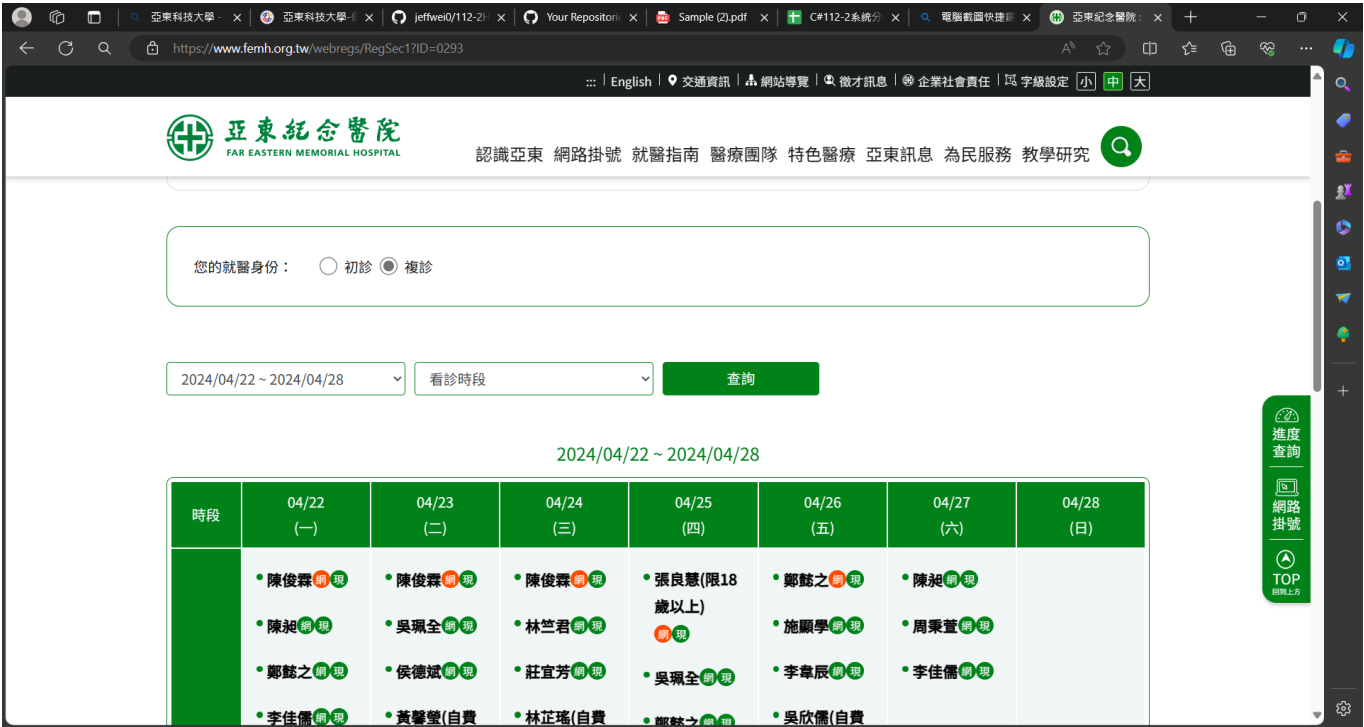 亞東科技大學 -
亞東科技大學-
jeffwei0/112-2H
Your Repositorie
Sample (2).pdf
C#112-2系統分
電腦截圖快捷
亞東紀念醫院:
https://www.femh.org.tw/webregs/RegSec1?ID=0293
::: English 交通資訊 網站導覽 徵才訊息 企業社會責任 字級設定 小 中 大
亞東紀念醫院
FAR EASTERN MEMORIAL HOSPITAL
認識亞東 網路掛號 就醫指南 醫療團隊 特色醫療 亞東訊息 為民服務 教學研究
您的就醫身份： 初診 複診
2024/04/22 ~ 2024/04/28 看診時段 查詢
2024/04/22 ~ 2024/04/28
時段 04/22 04/23 04/24 04/25 04/26 04/27 04/28
(一) (二) (三) (四) (五) (六) (日)
陳俊霖網現 陳俊霖網現 陳俊霖網現 張良慧(限18 鄭懿之網現 陳昶網現
歲以上)
陳昶網現 吳珮全網現 林竺君網現 網現 施顯學網現 周秉萱網現
鄭懿之網現 侯德斌網現 莊宜芳網現 吳珮全網現 李韋辰網現 李佳儒網現
李佳儒網現 黃馨瑩(自費 林芷瑤(自費 鄭懿之網現 吳欣儒(自費
進度
查詢
網路
掛號
TOP
回到上方